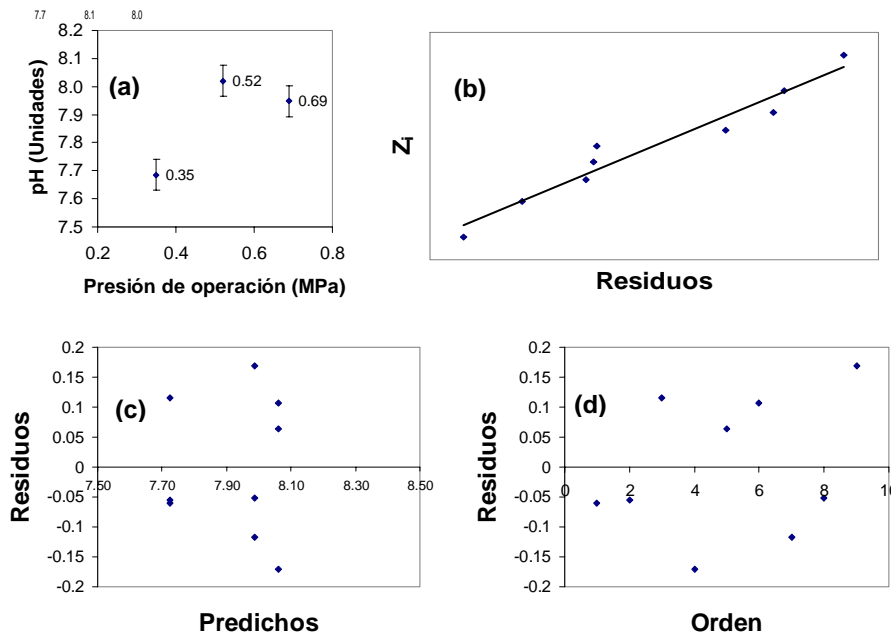 7.7 8.1 8.0
8.2
8.1
8.0
7.9
7.8
7.7
7.6
7.5
(a)
0.52
0.69
0.35
0.2 0.4 0.6 0.8
pH (Unidades)
Presión de operación (MPa)
(b)
Zi
Residuos
0.2
0.15
0.1
0.05
0
-0.05
-0.1
-0.15
-0.2
(c)
7.50 7.70 7.90 8.10 8.30 8.50
Residuos
Predichos
0.2
0.15
0.1
0.05
0
-0.05
-0.1
-0.15
-0.2
(d)
0 2 4 6 8 10
Residuos
Orden